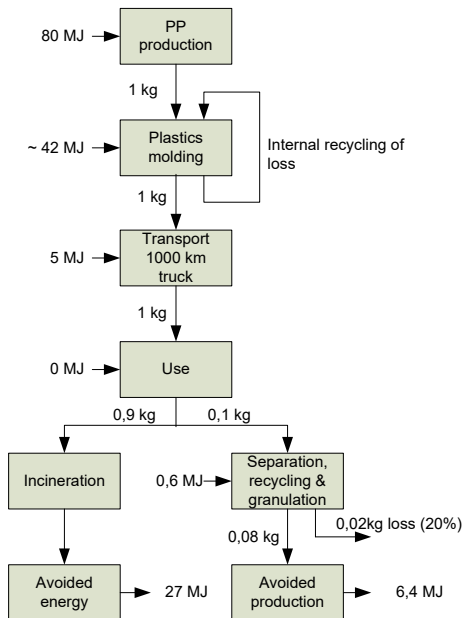 PP
production
80 MJ
1 kg
Plastics
molding
~ 42 MJ
Internal recycling of
loss
1 kg
Transport
1000 km
truck
5 MJ
1 kg
Use
0 MJ
0,9 kg
0,1 kg
Incineration
0,6 MJ
Separation,
recycling &
granulation
0,02kg loss (20%)
0,08 kg
Avoided
energy
27 MJ
Avoided
production
6,4 MJ